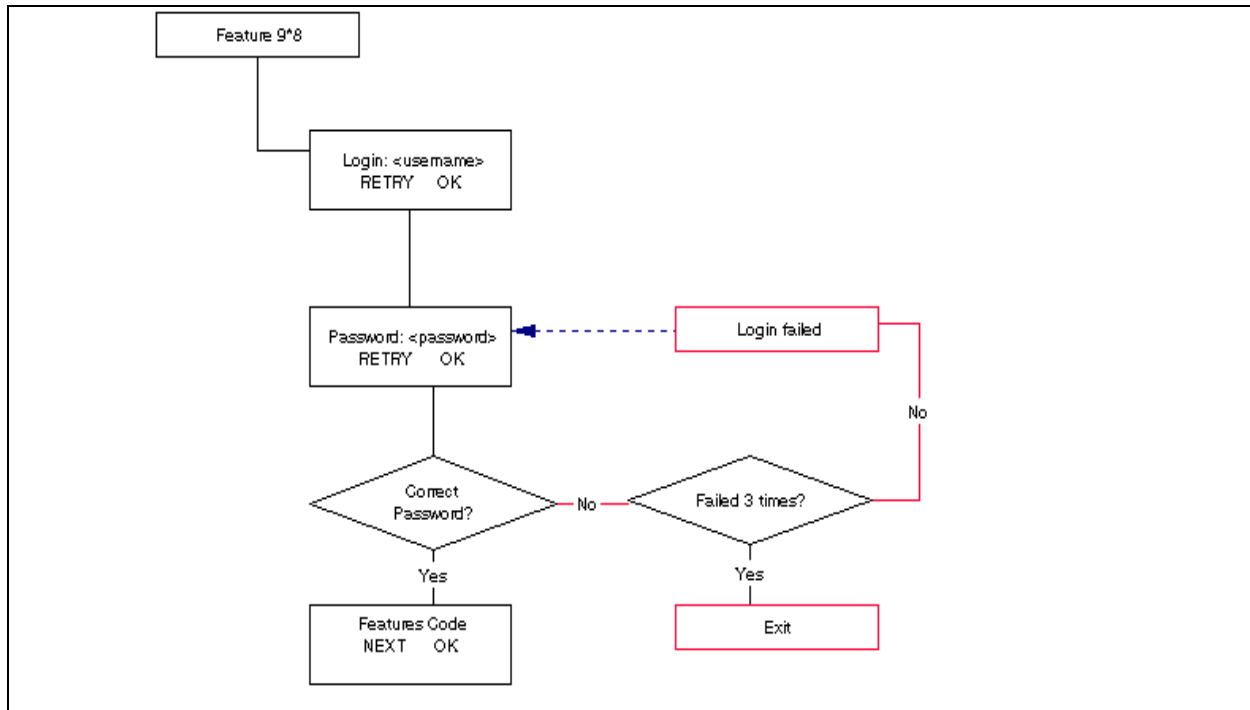 Feature 9*8
Login: <username>
RETRY OK
Password: <password>
RETRY OK
Login failed
No
Correct
Password?
No
Failed 3 times?
Yes
Yes
Features Code
NEXT OK
Exit